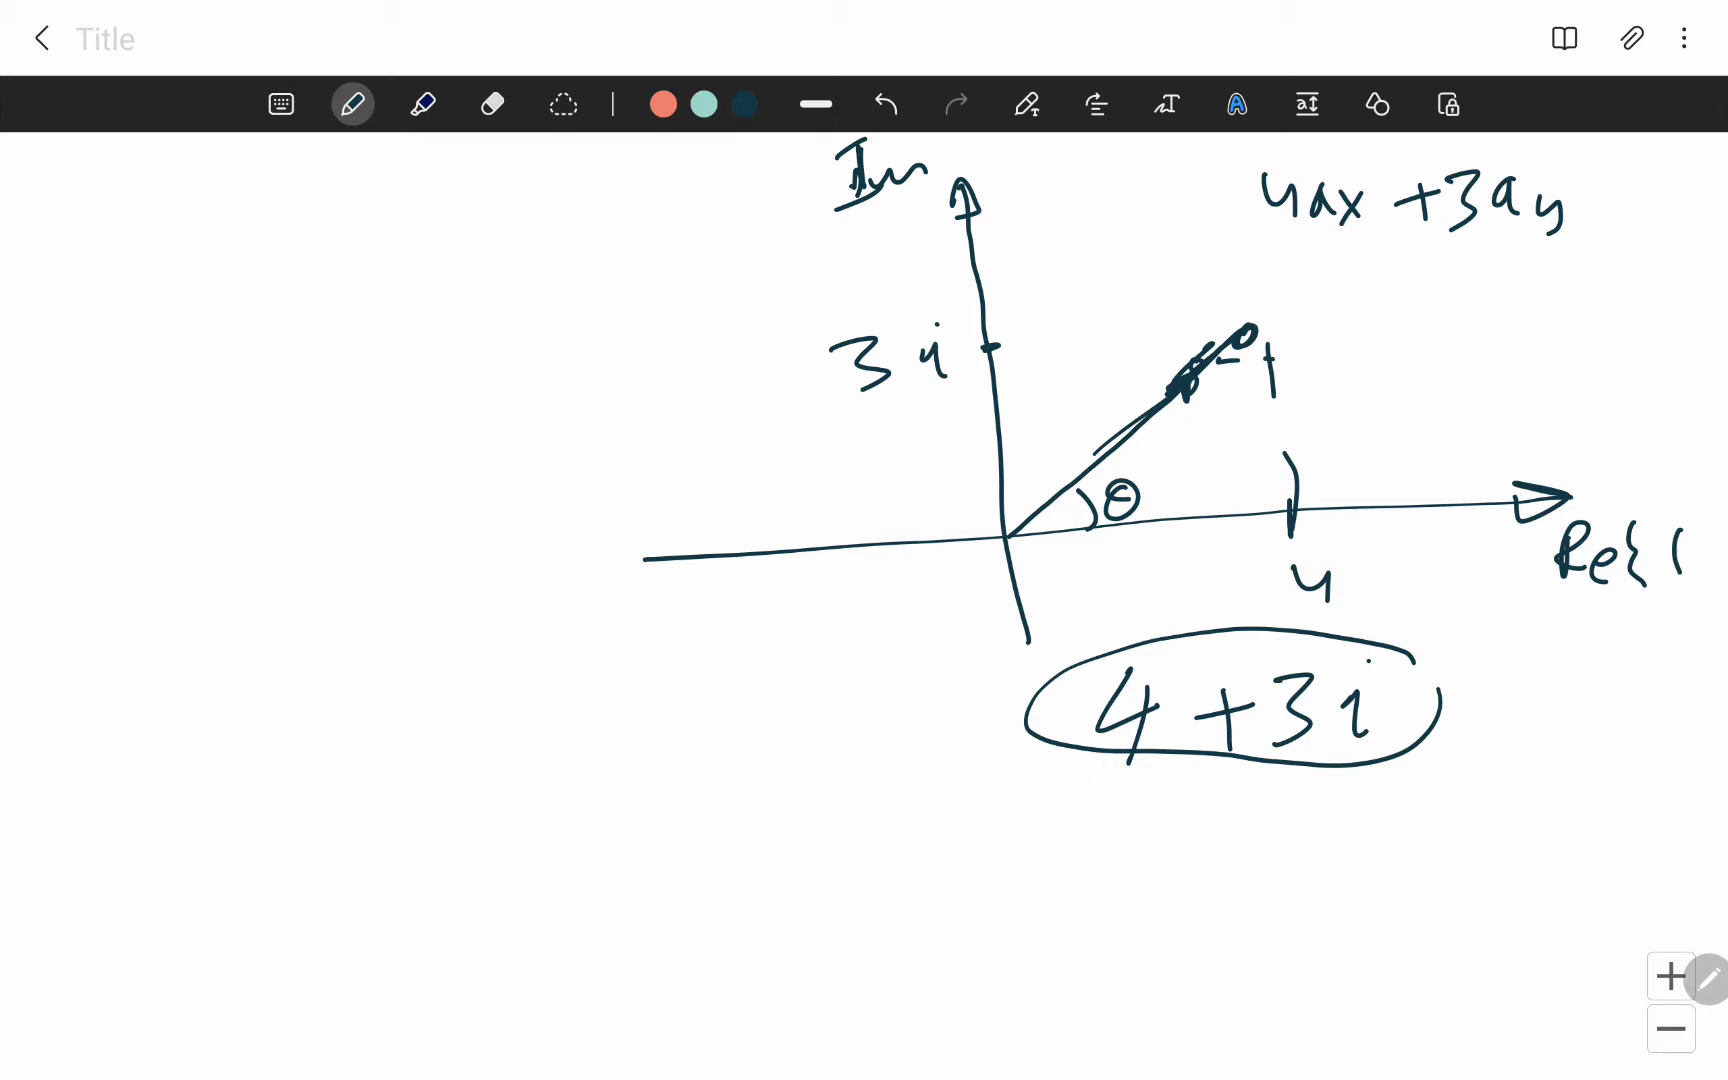 Title
Im
4ax + 3ay
3i
θ
Re{
4
4 + 3i